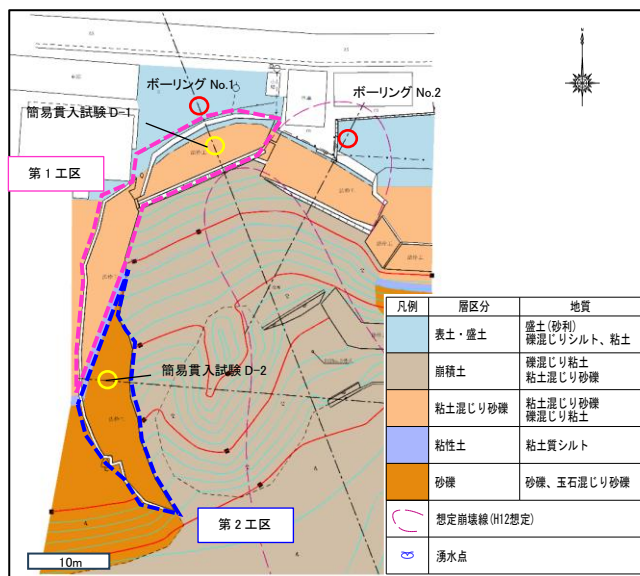 ボーリング No.1
ボーリング No.2
簡易貫入試験 D-1
第１工区
簡易貫入試験 D-2
第２工区
10m
凡例
層区分
地質
表土・盛土
盛土(砂利)
礫混じりシルト、粘土
崩積土
礫混じり粘土
粘土混じり砂礫
粘土混じり砂礫
粘土混じり砂礫
礫混じり粘土
粘性土
粘土質シルト
砂礫
砂礫、玉石混じり砂礫
想定崩壊線(H12想定)
湧水点